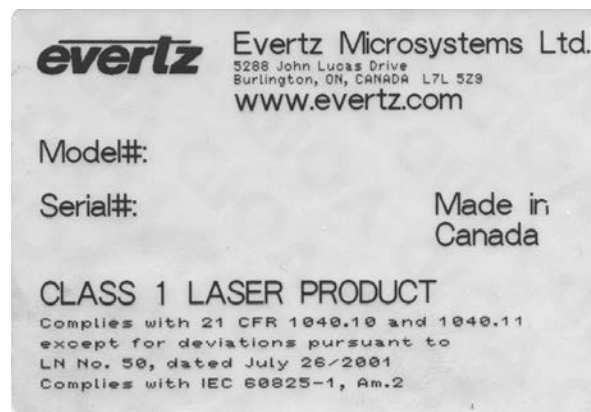 evertz
Evertz Microsystems Ltd.
5288 John Lucas Drive
Burlington, ON, CANADA L7L 5Z9
www.evertz.com
Model#:
Serial#:
Made in
Canada
CLASS 1 LASER PRODUCT
Complies with 21 CFR 1040.10 and 1040.11
except for deviations pursuant to
LN No. 50, dated July 26/2001
Complies with IEC 60825-1, Am.2